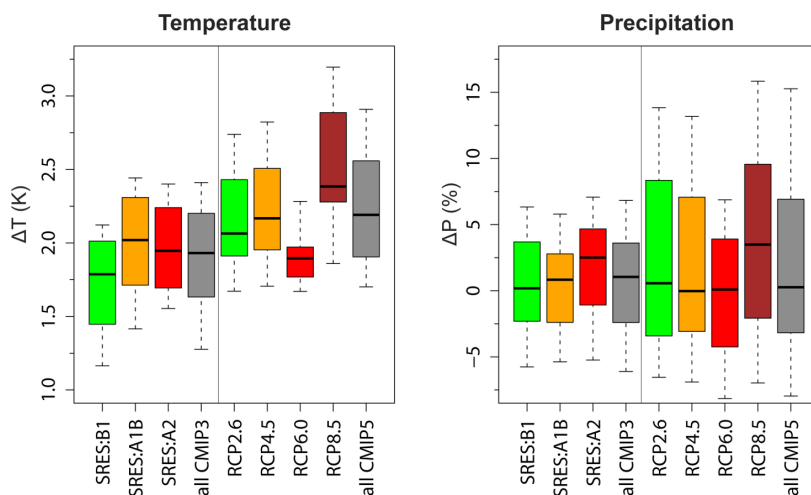 Temperature
Precipitation
ΔT (K)
3.0
2.5
2.0
1.5
1.0
SRES:B1
SRES:A1B
SRES:A2
all CMIP3
RCP2.6
RCP4.5
RCP6.0
RCP8.5
all CMIP5
ΔP (%)
15
10
5
0
−5
SRES:B1
SRES:A1B
SRES:A2
all CMIP3
RCP2.6
RCP4.5
RCP6.0
RCP8.5
all CMIP5